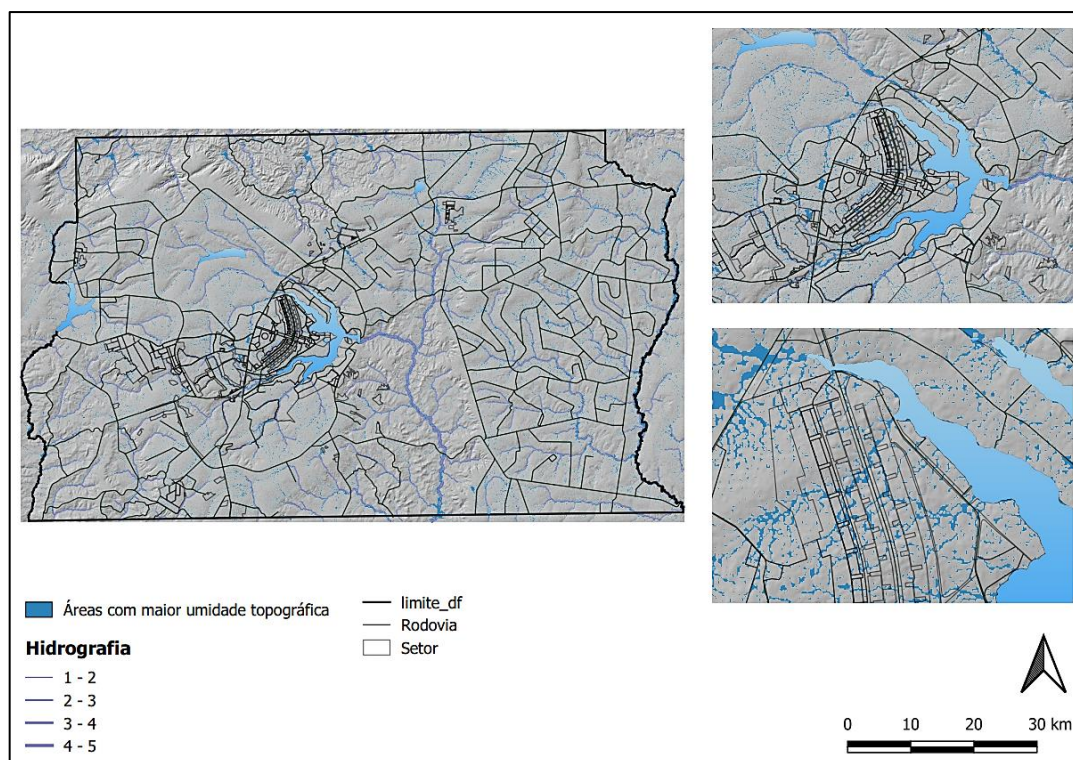 Áreas com maior umidade topográfica
Hidrografia
1 - 2
2 - 3
3 - 4
4 - 5
limite_df
Rodovia
Setor
0 10 20 30 km